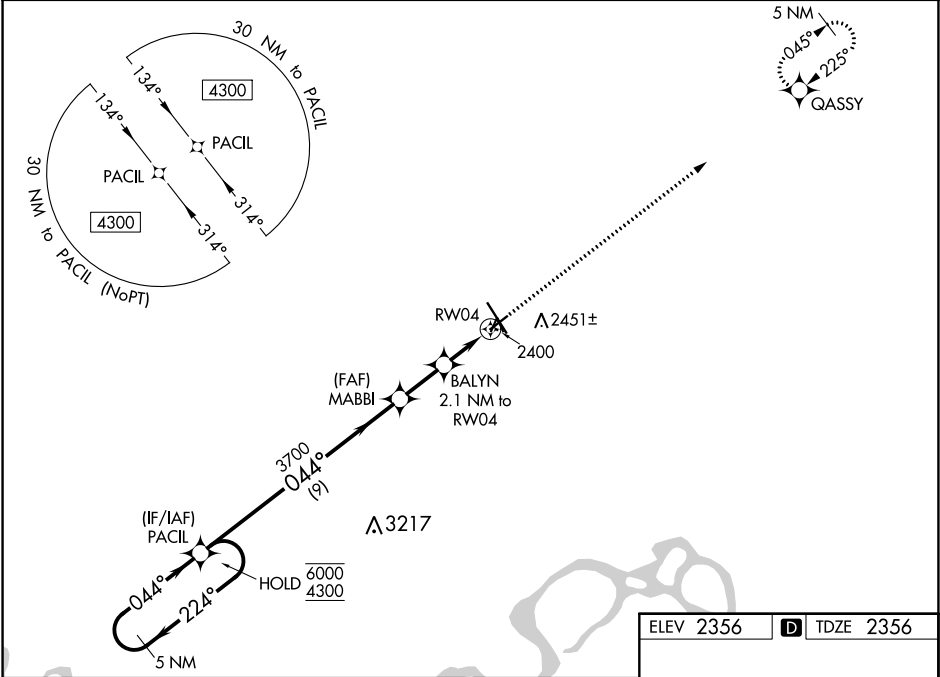 30 NM to PACIL
134°
4300
PACIL
314°
134°
PACIL
4300
314°
30 NM to PACIL (NoPT)
5 NM
045°
225°
QASSY
RW04
2451±
2400
(FAF)
MABBI
BALYN
2.1 NM to
RW04
3700
044°
(9)
(IF/IAF)
PACIL
3217
HOLD
6000
4300
044°
224°
5 NM
ELEV 2356 D TDZE 2356